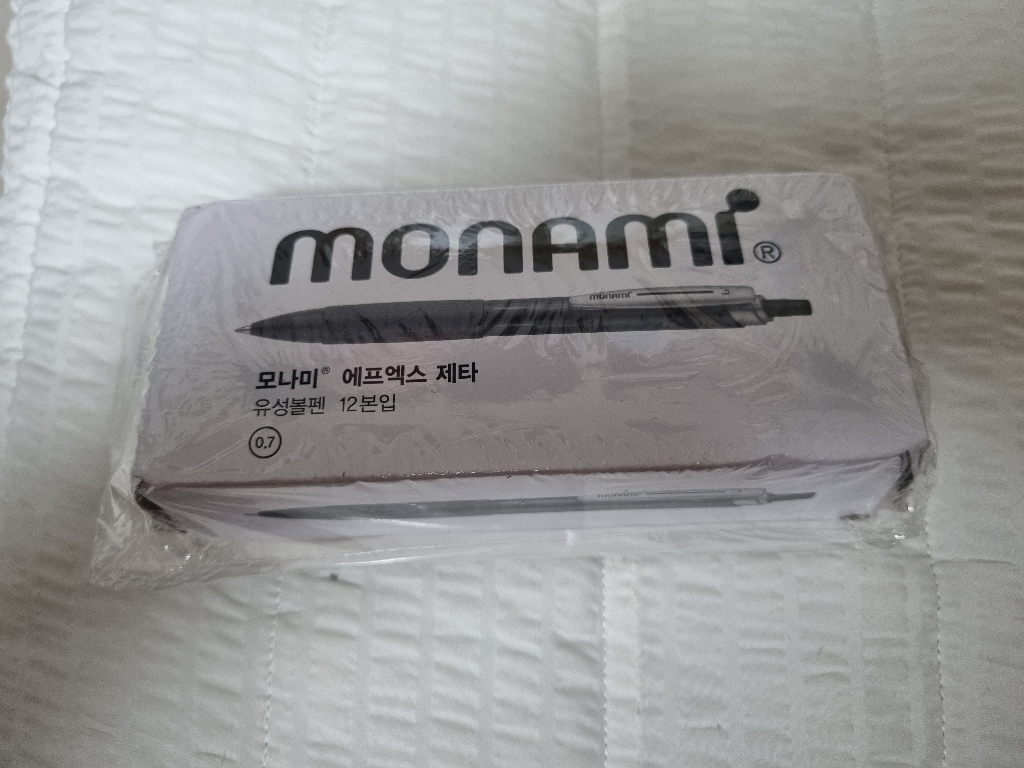 monami®
monami
모나미® 에프엑스 제타
유성볼펜 12본입
0.7
monami